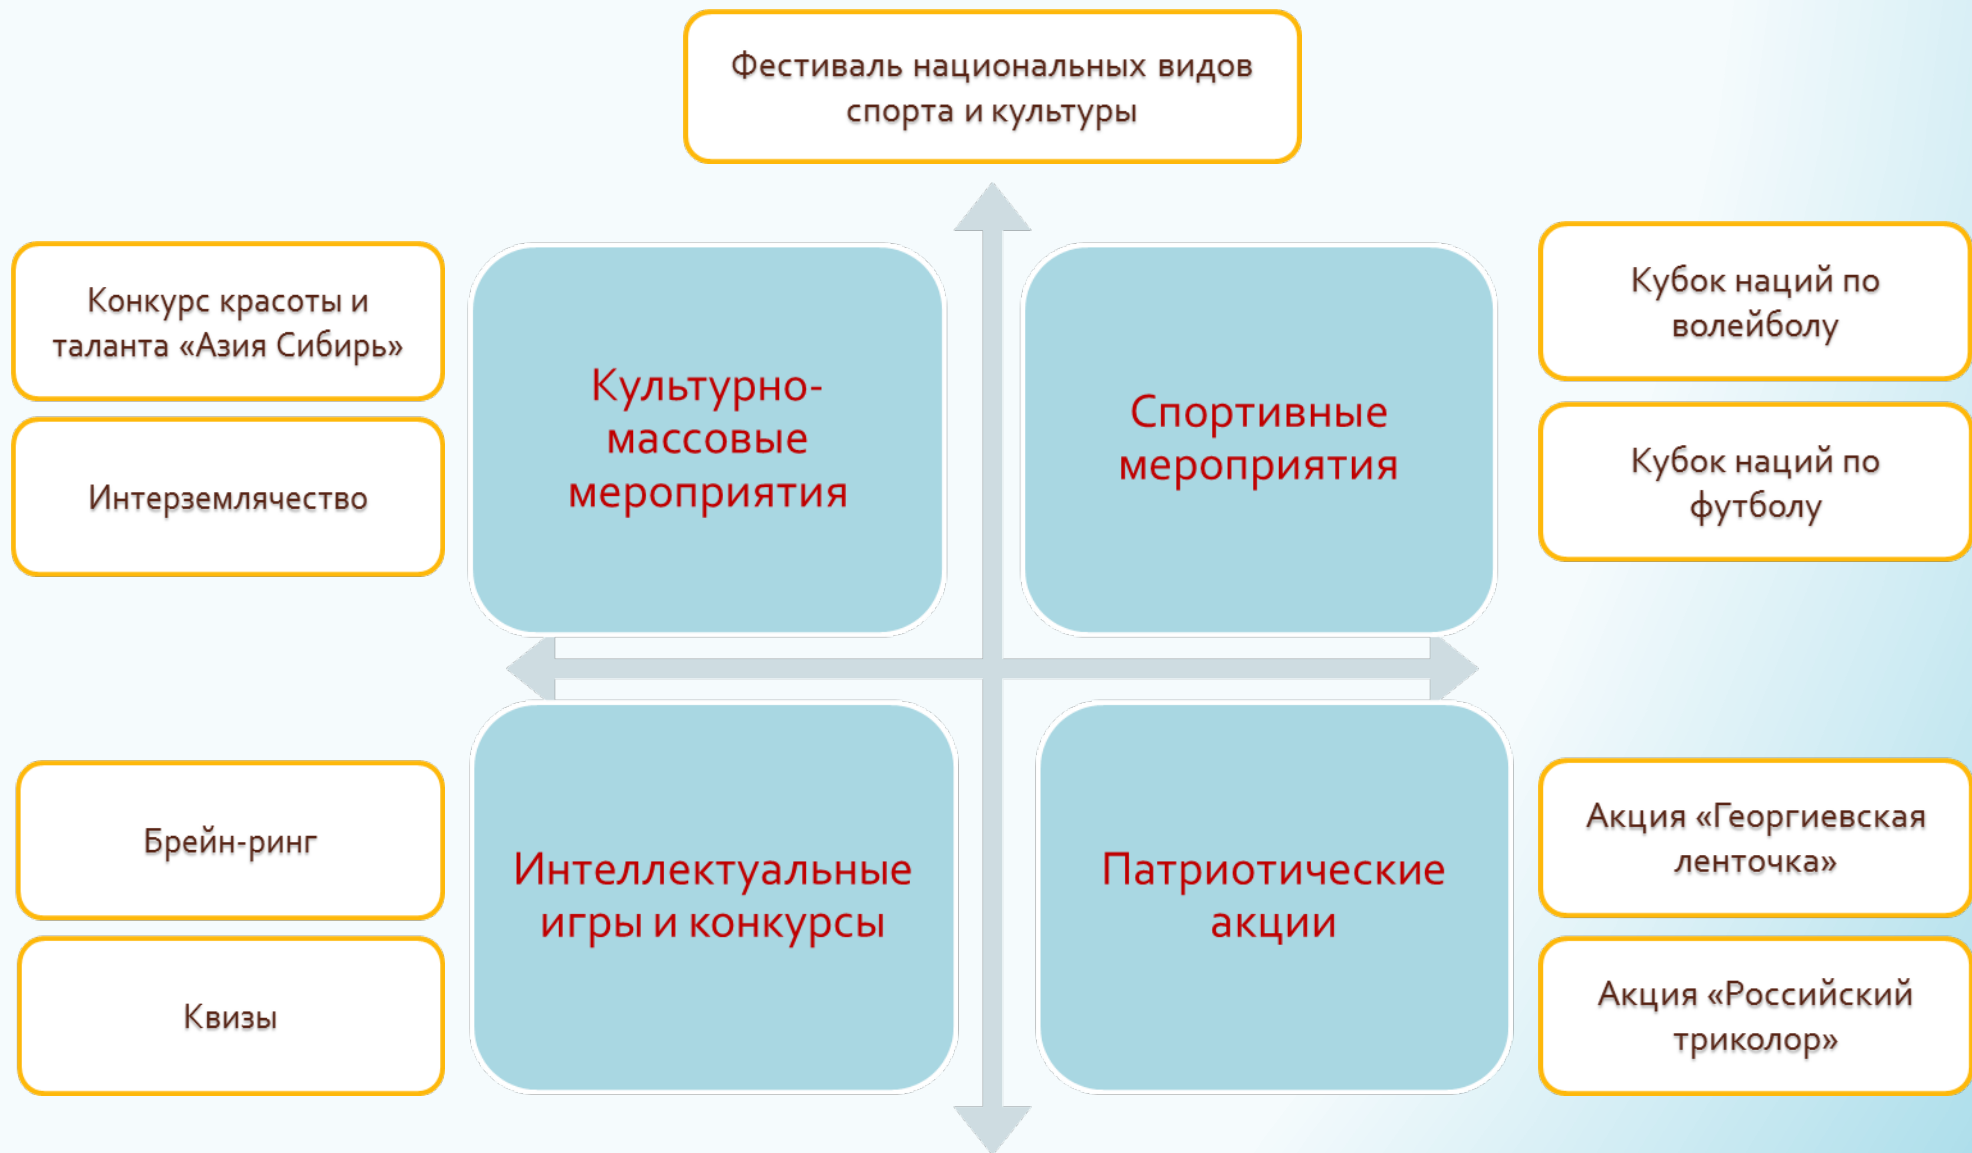 Фестиваль национальных видов
спорта и культуры
Конкурс красоты и
таланта «Азия Сибирь»
Интерземлячество
Культурно-
массовые
мероприятия
Спортивные
мероприятия
Кубок наций по
волейболу
Кубок наций по
футболу
Брейн-ринг
Квизы
Интеллектуальные
игры и конкурсы
Патриотические
акции
Акция «Георгиевская
ленточка»
Акция «Российский
триколор»